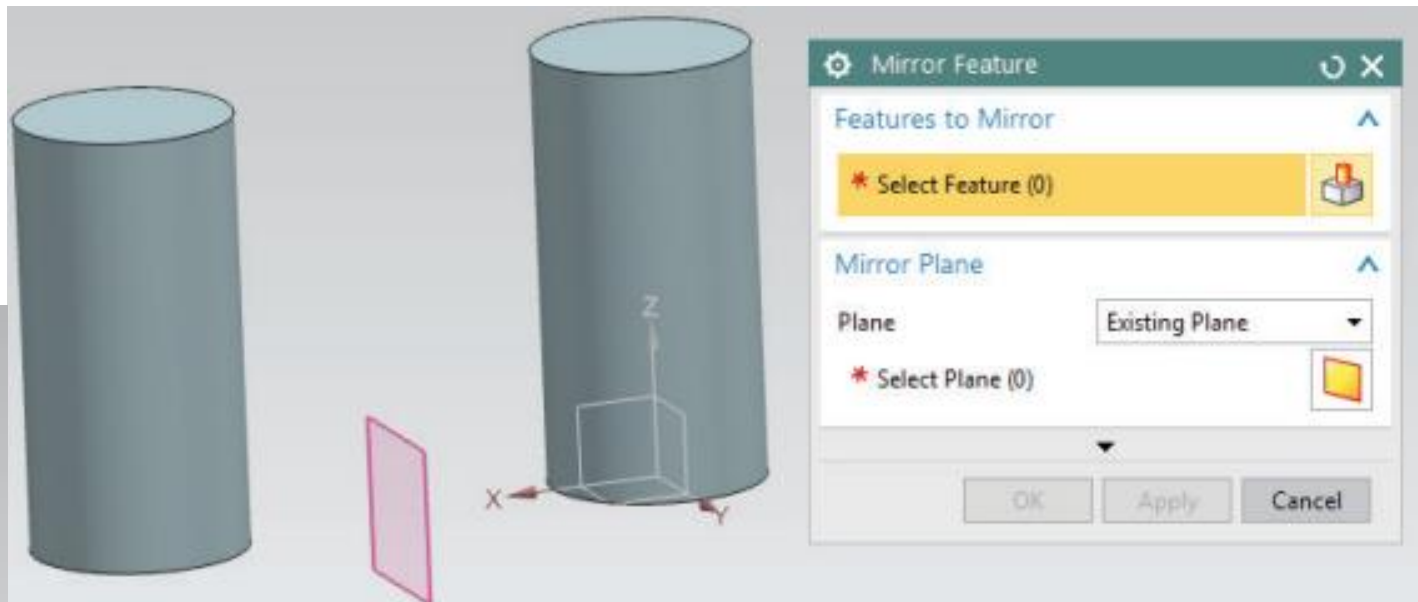 Mirror Feature
Features to Mirror
* Select Feature (0)
Mirror Plane
Plane Existing Plane
* Select Plane (0)
OK Apply Cancel
Z
X
Y